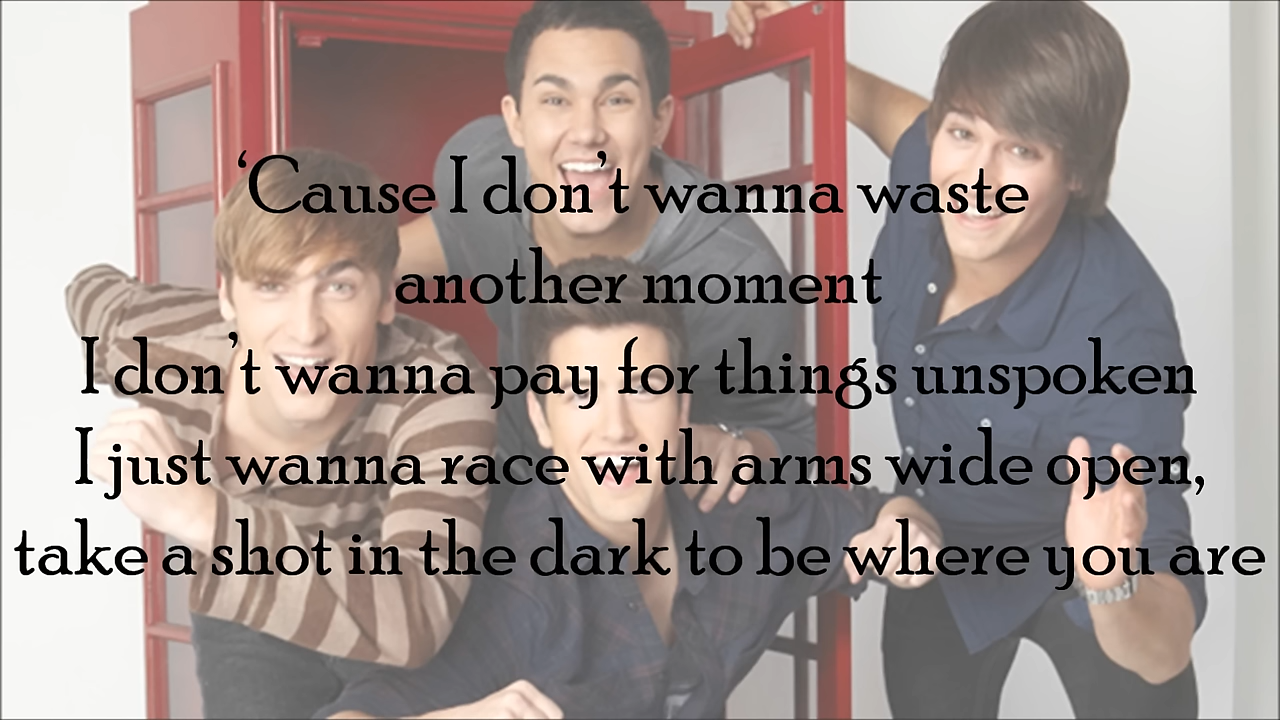 ‘Cause I don’t wanna waste
another moment
I don’t wanna pay for things unspoken
I just wanna race with arms wide open,
take a shot in the dark to be where you are